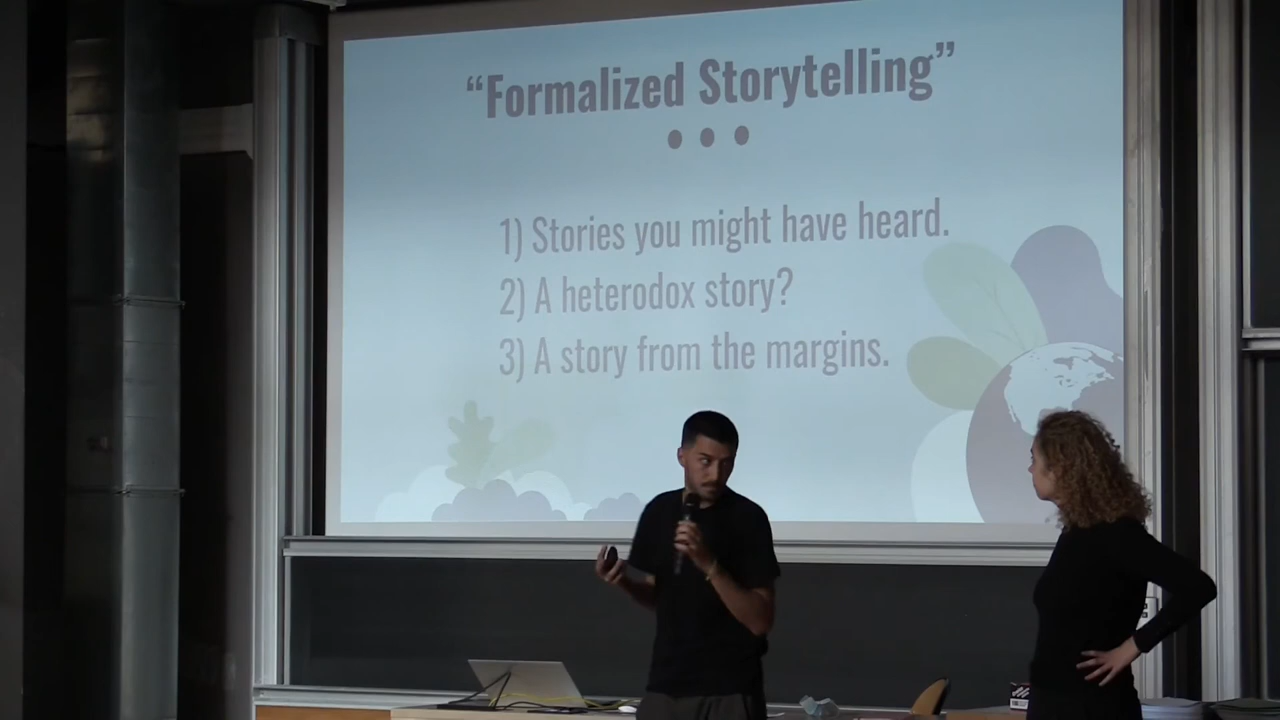 “Formalized Storytelling”
1) Stories you might have heard.
2) A heterodox story?
3) A story from the margins.